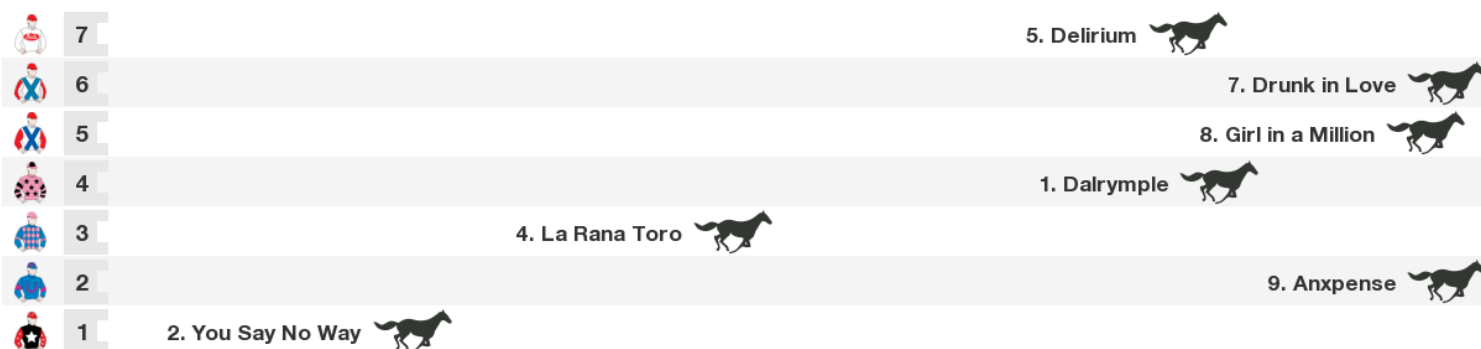 7 5. Delirium
6 7. Drunk in Love
5 8. Girl in a Million
4 1. Dalrymple
3 4. La Rana Toro
2 9. Anxpense
1 2. You Say No Way